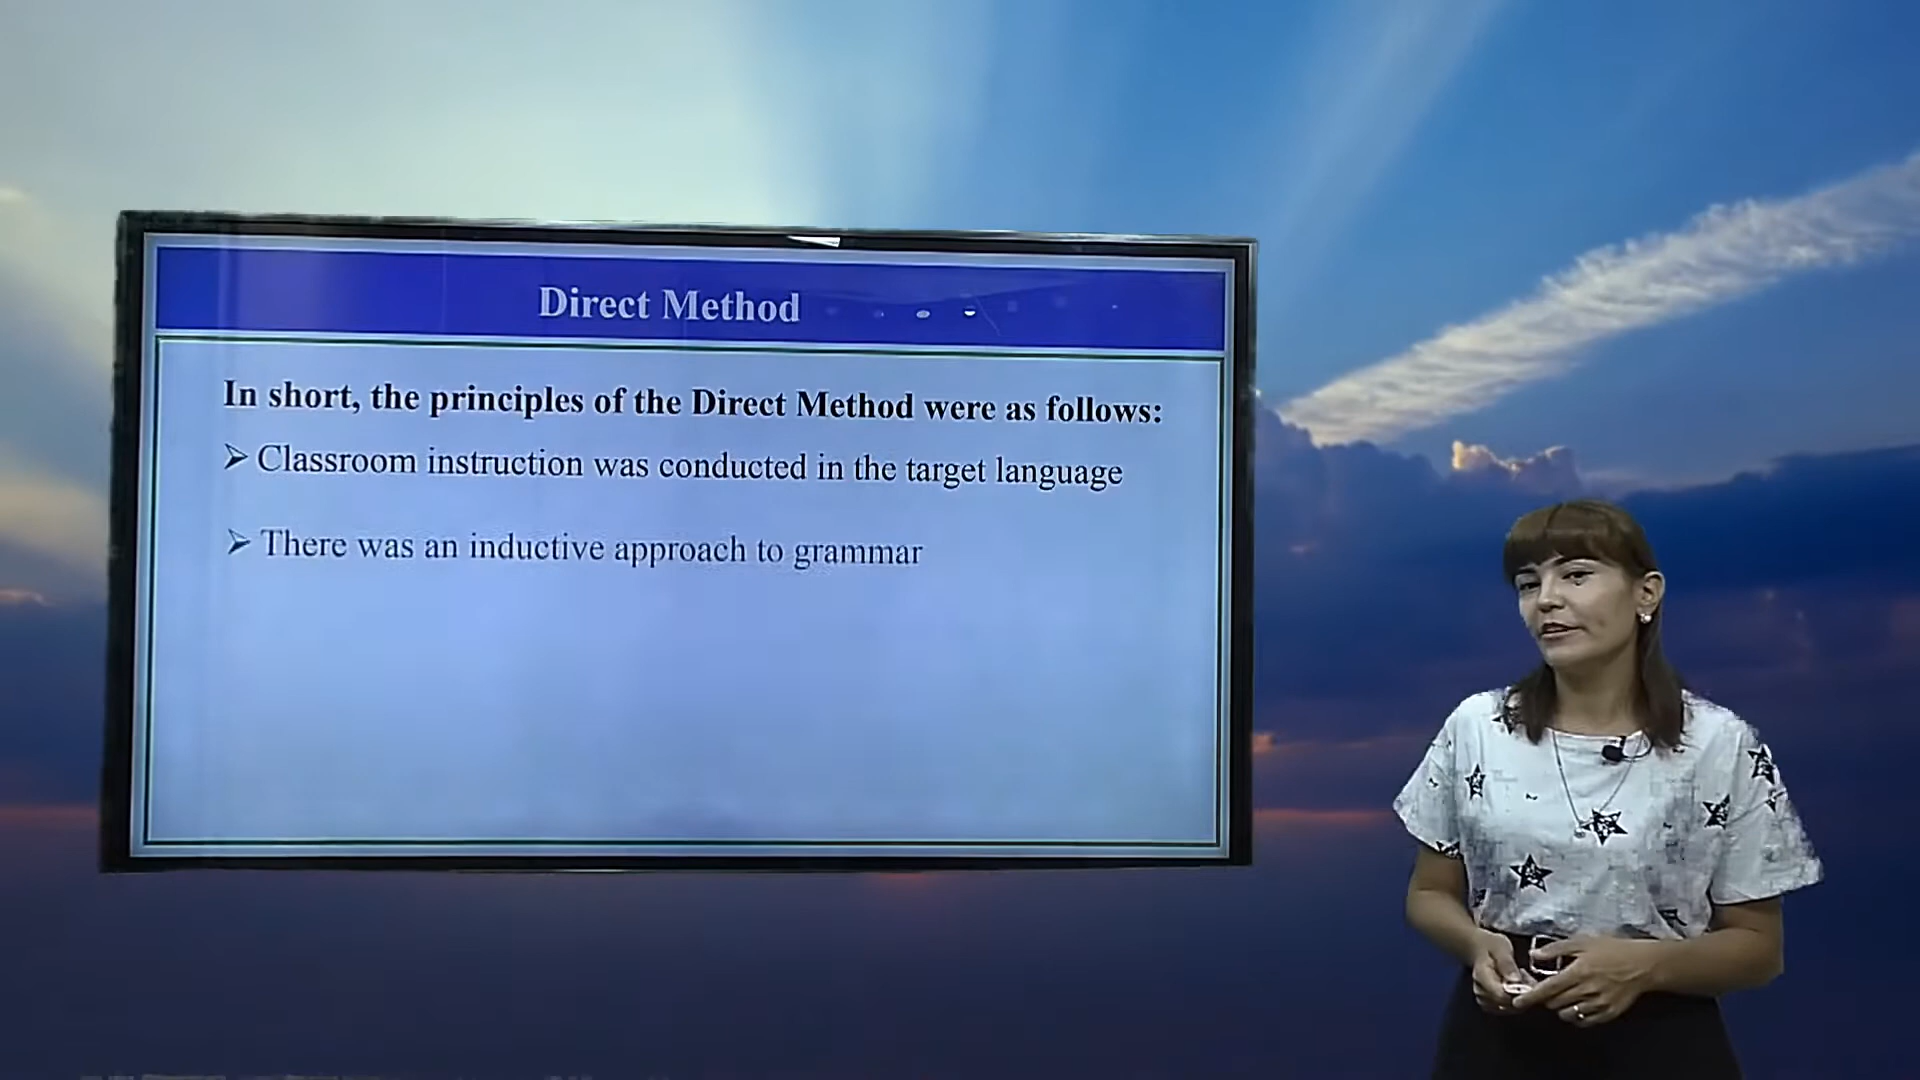 Direct Method
In short, the principles of the Direct Method were as follows:
➢ Classroom instruction was conducted in the target language
➢ There was an inductive approach to grammar